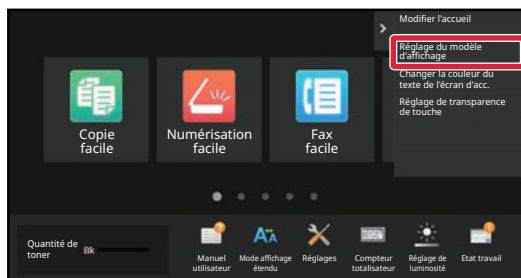 Modifier l'accueil
Réglage du modèle
d'affichage
Changer la couleur du
texte de l'écran d'acc.
Réglage de transparence
de touche
Copie
facile
Numérisation
facile
Fax
facile
Quantité de
toner
Bk
Manuel
utilisateur
Mode affichage
étendu
Réglages
Compteur
totalisateur
Réglage de
luminosité
Etat travail